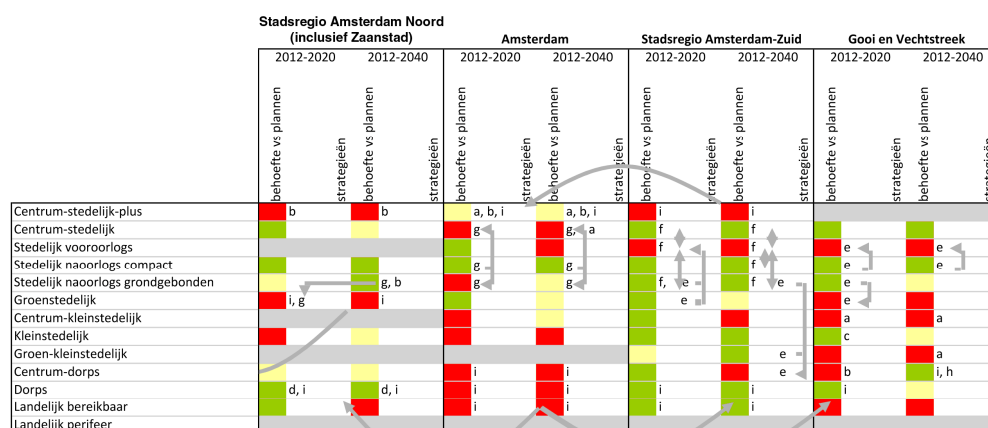 Stadsregio Amsterdam Noord
(inclusief Zaanstad) Amsterdam Stadsregio Amsterdam-Zuid Gooi en Vechtstreek
2012-2020 2012-2040 2012-2020 2012-2040 2012-2020 2012-2040 2012-2020 2012-2040
behoefte vs plannen strategieën behoefte vs plannen strategieën behoefte vs plannen strategieën behoefte vs plannen strategieën behoefte vs plannen strategieën behoefte vs plannen strategieën behoefte vs plannen strategieën behoefte vs plannen strategieën
Centrum-stedelijk-plus b b a, b, i a, b, i i i
Centrum-stedelijk g g, a f f
Stedelijk vooroorlogs f f e e
Stedelijk naoorlogs compact g g f e e
Stedelijk naoorlogs grondgebonden g, b g g f, e f e e
Groenstedelijk i, g i e e
Centrum-kleinstedelijk a a
Kleinstedelijk c
Groen-kleinstedelijk e a
Centrum-dorps i i e b i, h
Dorps d, i d, i i i i i i
Landelijk bereikbaar i i i i
Landelijk perifeer